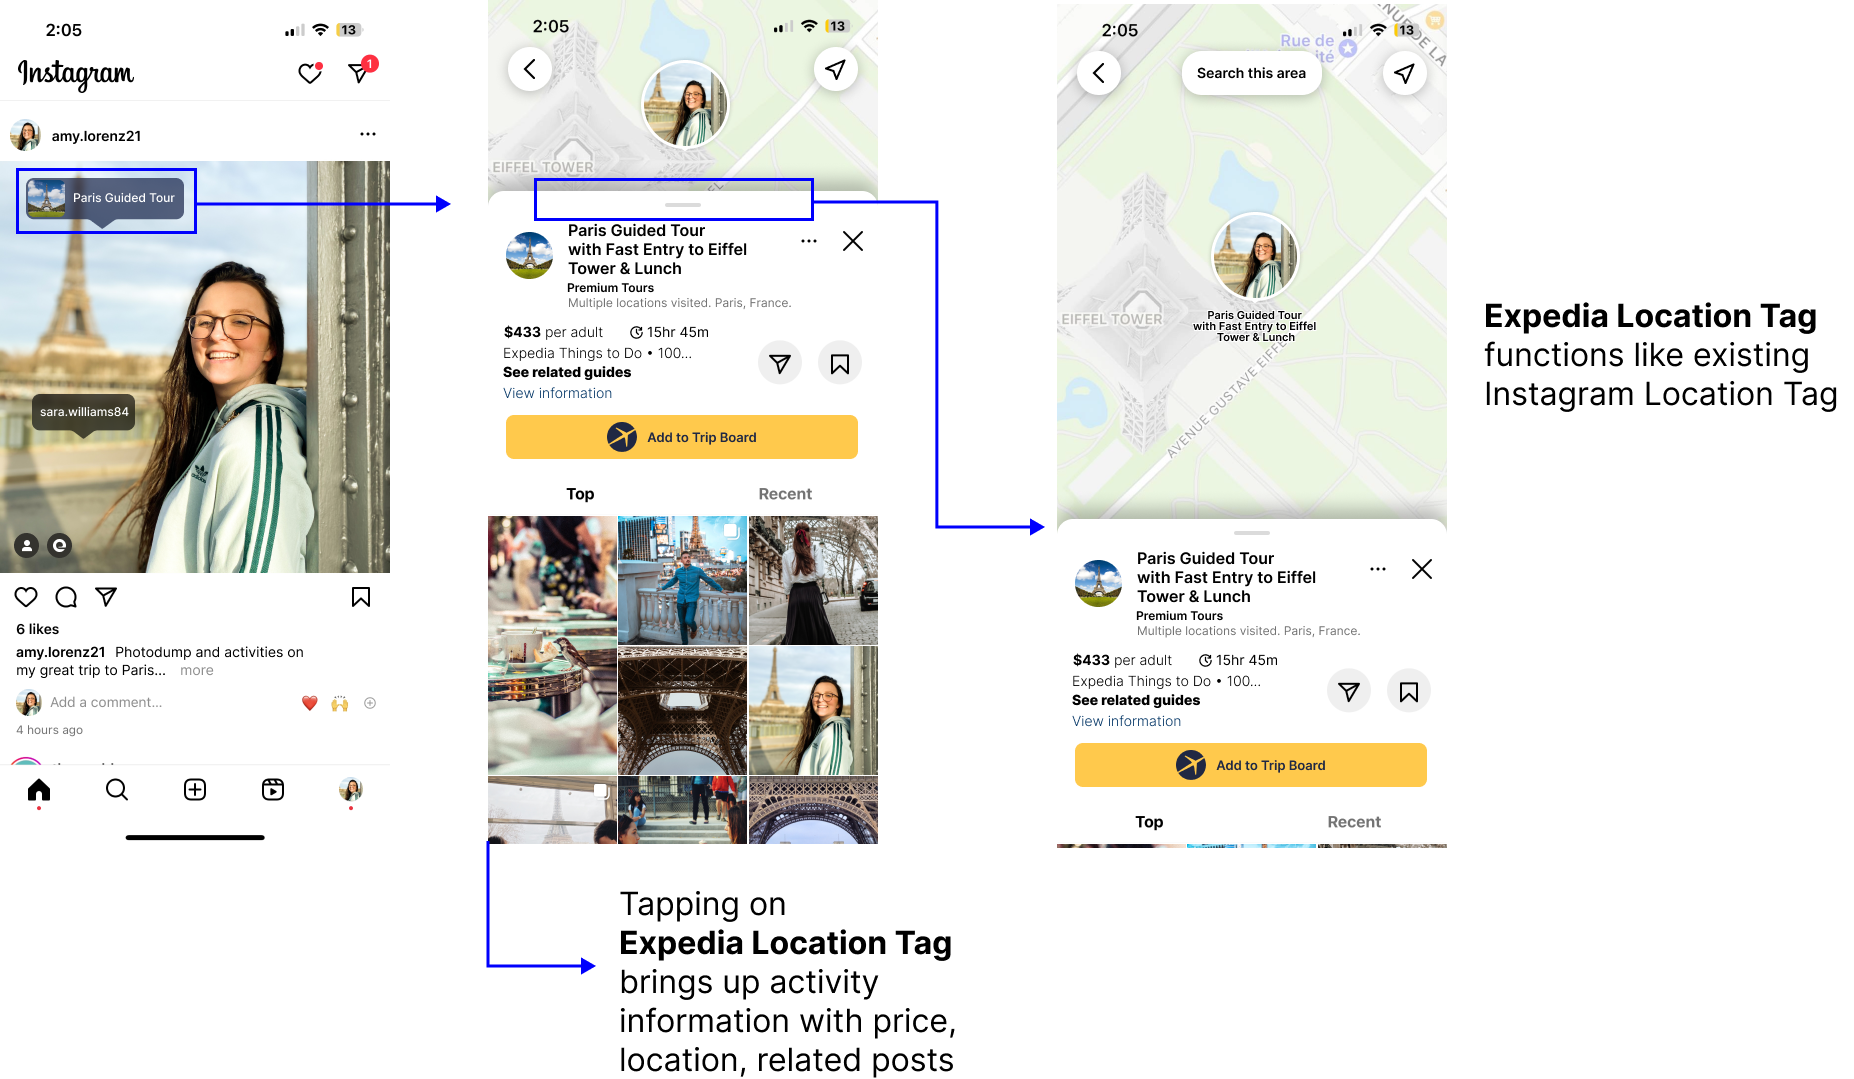 2:05
13
Instagram
1
amy.lorenz21
Paris Guided Tour
sara.williams84
6 likes
amy.lorenz21 Photodump and activities on
my great trip to Paris... more
Add a comment...
4 hours ago
2:05
13
EIFFEL TOWER
Paris Guided Tour
with Fast Entry to Eiffel
Tower & Lunch
Premium Tours
Multiple locations visited. Paris, France.
$433 per adult 15hr 45m
Expedia Things to Do • 100...
See related guides
View information
Add to Trip Board
Top Recent
Tapping on
Expedia Location Tag
brings up activity
information with price,
location, related posts
2:05
13
Rue de
Search this area
EIFFEL TOWER
Paris Guided Tour
with Fast Entry to Eiffel
Tower & Lunch
AVENUE GUSTAVE EIFFEL
Paris Guided Tour
with Fast Entry to Eiffel
Tower & Lunch
Premium Tours
Multiple locations visited. Paris, France.
$433 per adult 15hr 45m
Expedia Things to Do • 100...
See related guides
View information
Add to Trip Board
Top Recent
Expedia Location Tag
functions like existing
Instagram Location Tag